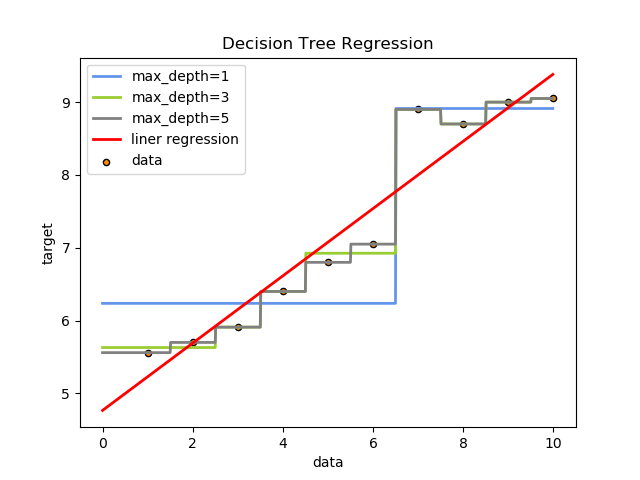 Decision Tree Regression
max_depth=1
max_depth=3
max_depth=5
liner regression
data
9
8
7
6
5
target
0 2 4 6 8 10
data